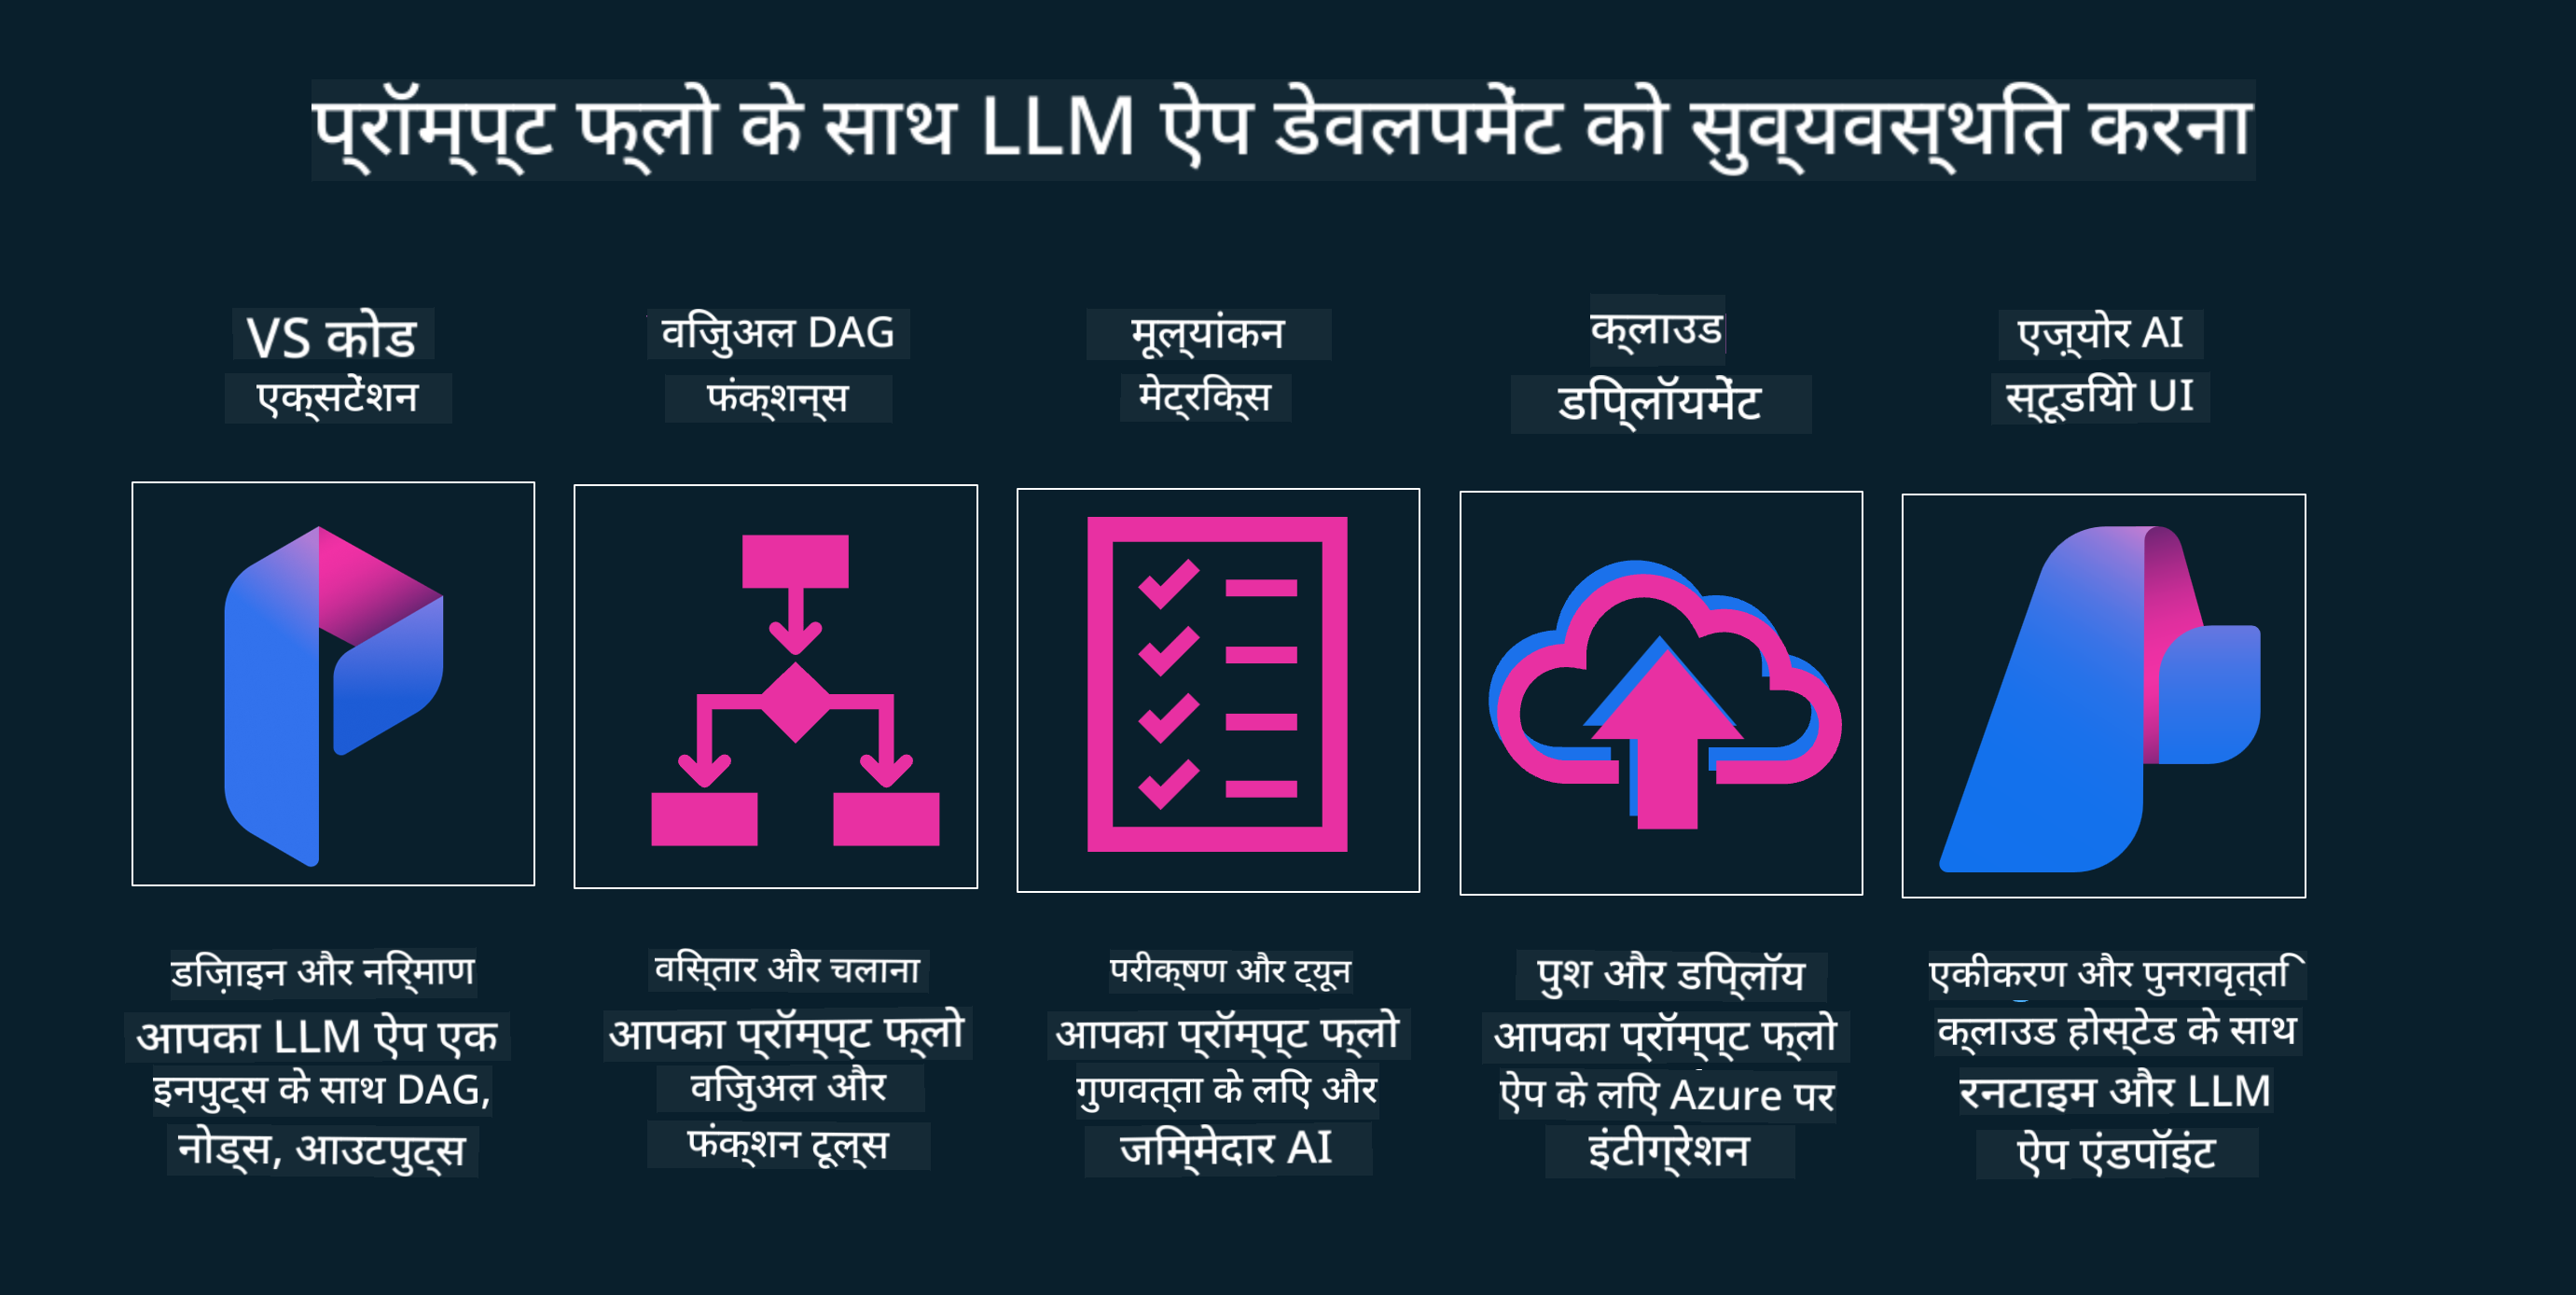 प्रॉम्प्ट फ्लो के साथ LLM ऐप डेवलपमेंट को सुव्यवस्थित करना
VS कोड
एक्सटेंशन
विज़ुअल DAG
फंक्शन्स
मूल्यांकन
मेट्रिक्स
क्लाउड
डिप्लॉयमेंट
एज़्योर AI
स्टूडियो UI
डिज़ाइन और निर्माण
आपका LLM ऐप एक
इनपुट्स के साथ DAG,
नोड्स, आउटपुट्स
विस्तार और चलाना
आपका प्रॉम्प्ट फ्लो
विज़ुअल और
फंक्शन टूल्स
परीक्षण और ट्यून
आपका प्रॉम्प्ट फ्लो
गुणवत्ता के लिए और
जिम्मेदार AI
पुश और डिप्लॉय
आपका प्रॉम्प्ट फ्लो
ऐप के लिए Azure पर
इंटीग्रेशन
एकीकरण और पुनरावृत्ति
क्लाउड होस्टेड के साथ
रनटाइम और LLM
ऐप एंडपॉइंट